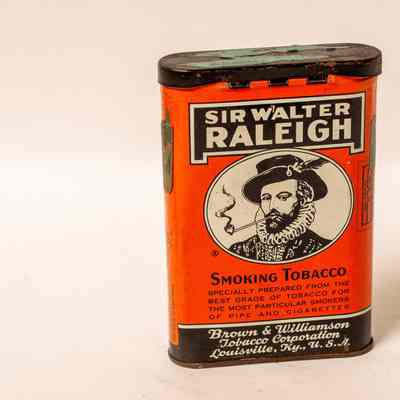 SIR WALTER
RALEIGH
®
SMOKING TOBACCO
SPECIALLY PREPARED FROM THE
BEST GRADE OF TOBACCO FOR
THE MOST PARTICULAR SMOKERS
OF PIPE AND CIGARETTES
Brown & Williamson
Tobacco Corporation
Louisville, Ky., U.S.A.